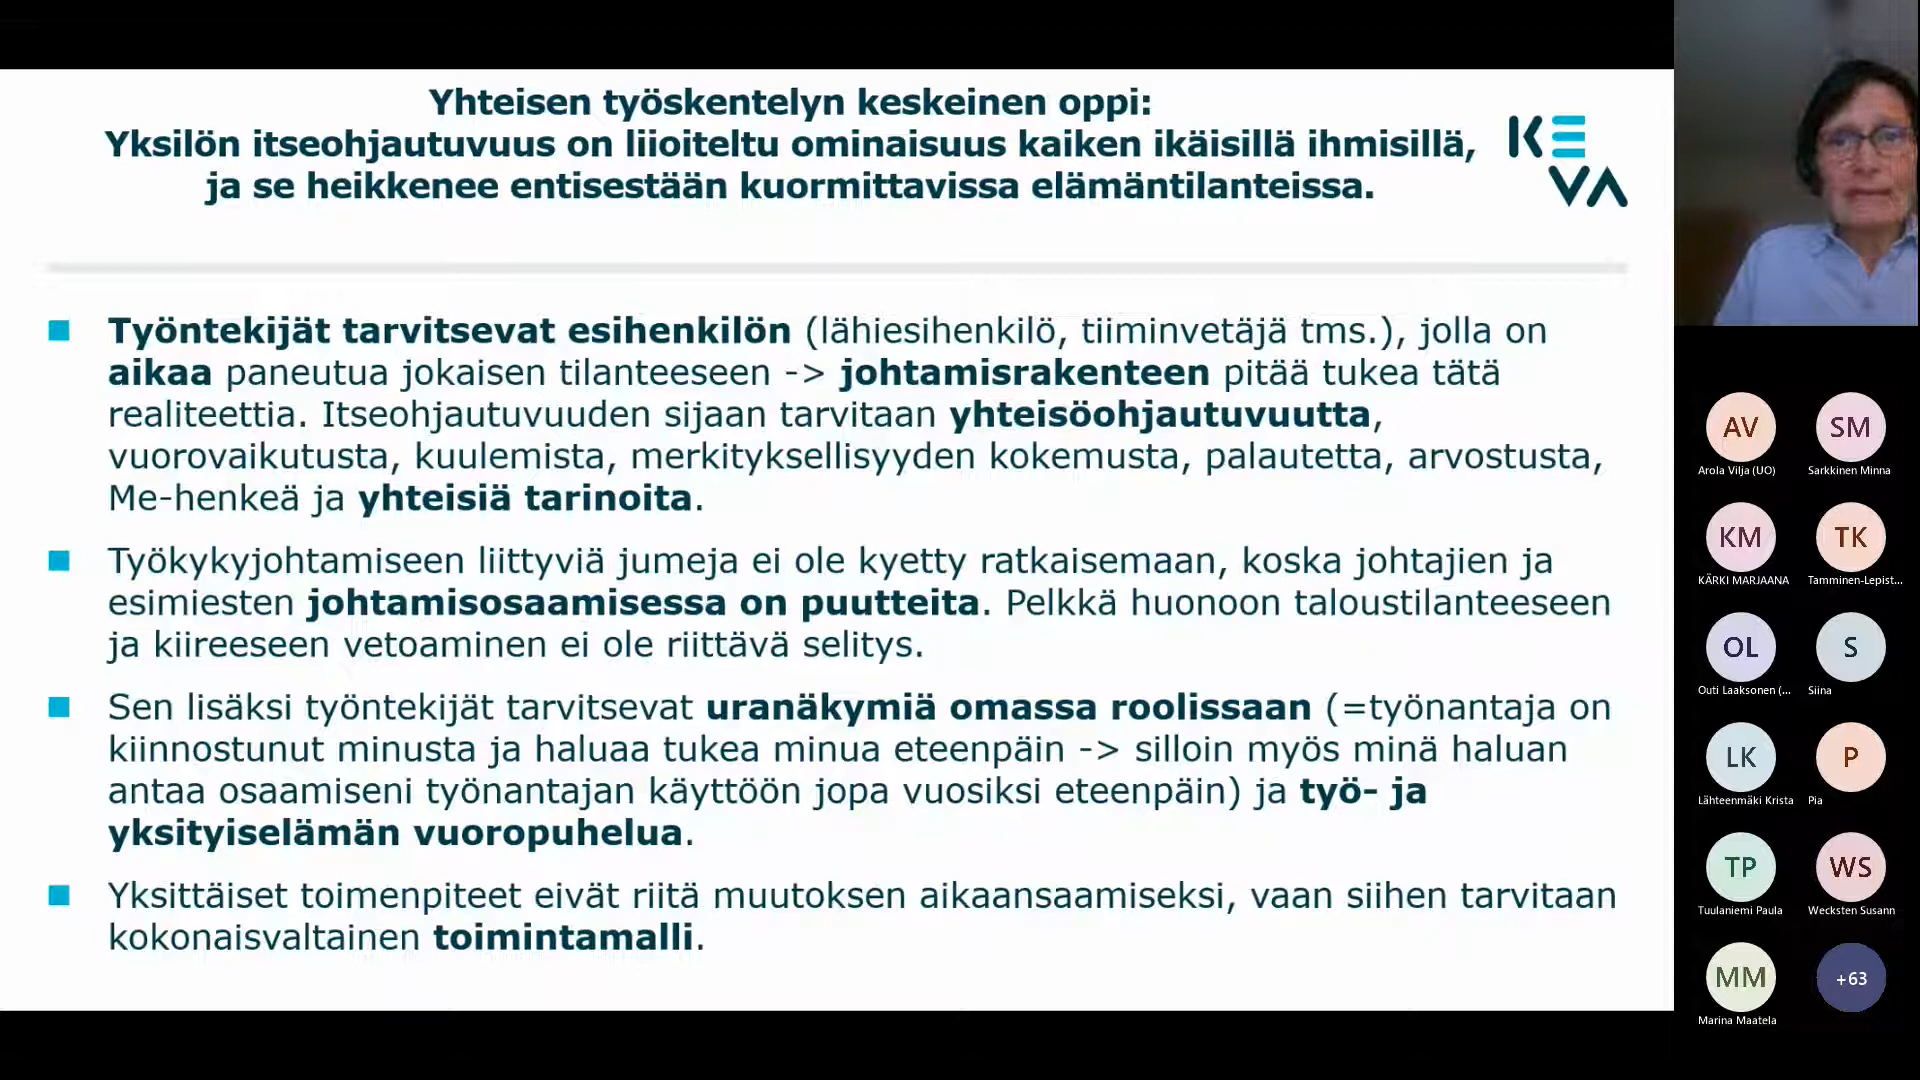 Yhteisen työskentelyn keskeinen oppi:
Yksilön itseohjautuvuus on liioiteltu ominaisuus kaiken ikäisillä ihmisillä,
ja se heikkenee entisestään kuormittavissa elämäntilanteissa.
KEVA
Työntekijät tarvitsevat esihenkilön (lähiesihenkilö, tiiminvetäjä tms.), jolla on
aikaa paneutua jokaisen tilanteeseen -> johtamisrakenteen pitää tukea tätä
realiteettia. Itseohjautuvuuden sijaan tarvitaan yhteisöohjautuvuutta,
vuorovaikutusta, kuulemista, merkityksellisyyden kokemusta, palautetta, arvostusta,
Me-henkeä ja yhteisiä tarinoita.
Työkykyjohtamiseen liittyviä jumeja ei ole kyetty ratkaisemaan, koska johtajien ja
esimiesten johtamisosaamisessa on puutteita. Pelkkä huonoon taloustilanteeseen
ja kiireeseen vetoaminen ei ole riittävä selitys.
Sen lisäksi työntekijät tarvitsevat uranäkymiä omassa roolissaan (=työnantaja on
kiinnostunut minusta ja haluaa tukea minua eteenpäin -> silloin myös minä haluan
antaa osaamiseni työnantajan käyttöön jopa vuosiksi eteenpäin) ja työ- ja
yksityiselämän vuoropuhelua.
Yksittäiset toimenpiteet eivät riitä muutoksen aikaansaamiseksi, vaan siihen tarvitaan
kokonaisvaltainen toimintamalli.
AV SM
Arola Vilja (UO) Sarkkinen Minna
KM TK
KÄRKI MARJAANA Tamminen-Lepist...
OL S
Outi Laaksonen (... Siina
LK P
Lähteenmäki Krista Pia
TP WS
Tuulaniemi Paula Wecksten Susann
MM +63
Marina Maatela